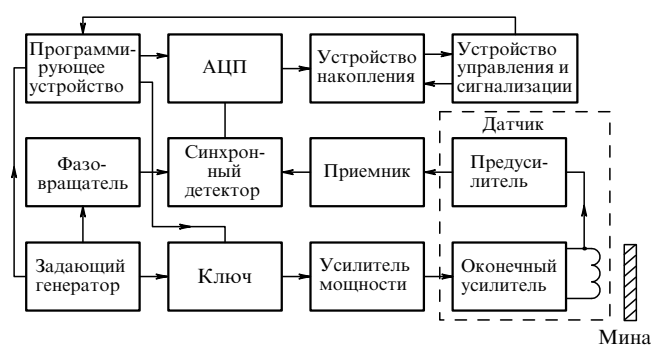 Программи-
рующее
устройство
АЦП
Устройство
накопления
Устройство
управления и
сигнализации
Датчик
Фазо-
вращатель
Синхрон-
ный
детектор
Приемник
Предуси-
литель
Задающий
генератор
Ключ
Усилитель
мощности
Оконечный
усилитель
Мина